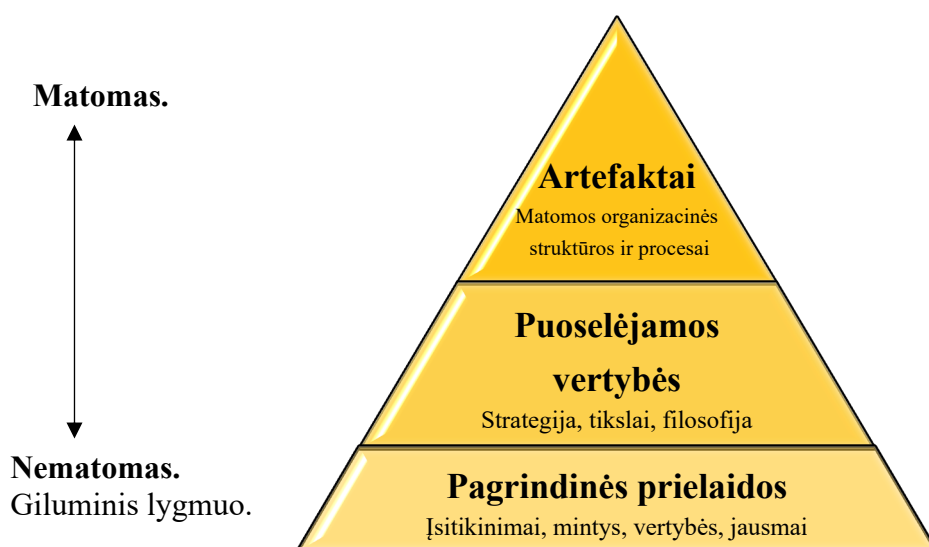 Matomas.
Artefaktai
Matomos organizacinės
struktūros ir procesai
Puoselėjamos
vertybės
Strategija, tikslai, filosofija
Nematomas.
Giluminis lygmuo.
Pagrindinės prielaidos
Įsitikinimai, mintys, vertybės, jausmai